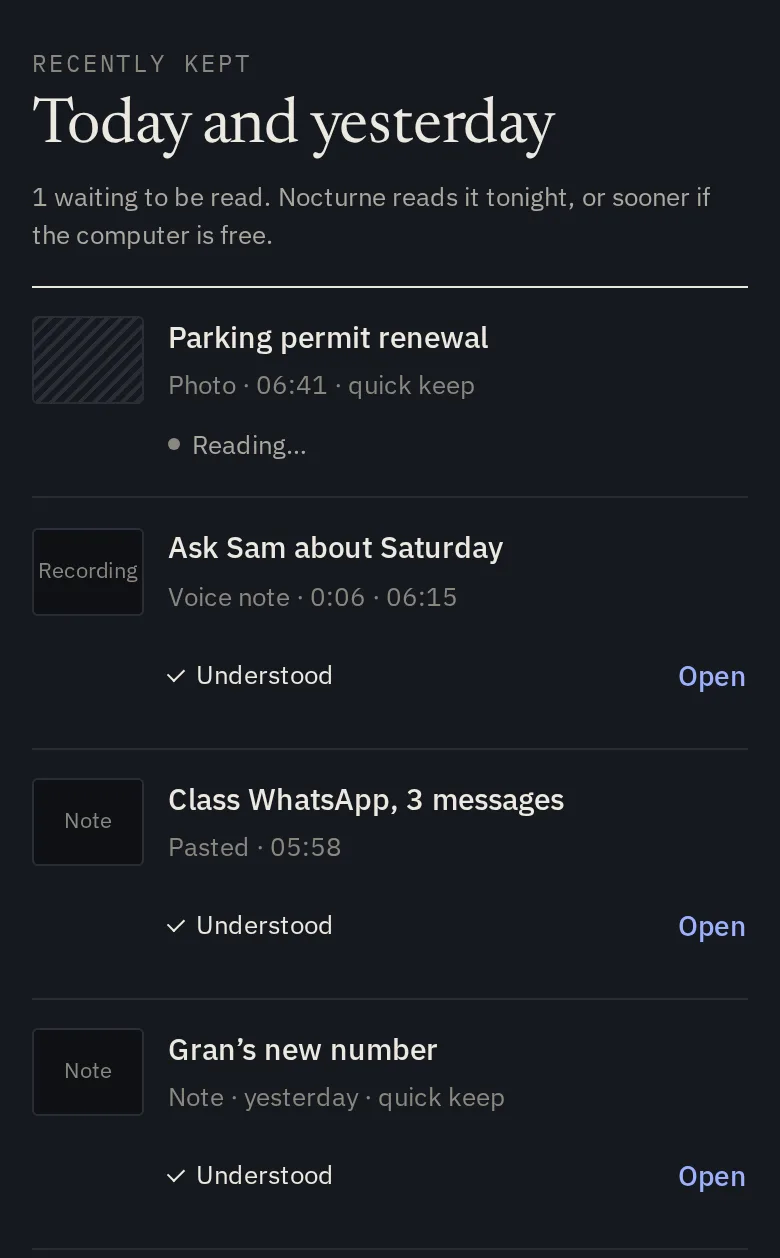 RECENTLY KEPT
Today and yesterday
1 waiting to be read. Nocturne reads it tonight, or sooner if
the computer is free.
Parking permit renewal
Photo · 06:41 · quick keep
Reading…
Recording
Ask Sam about Saturday
Voice note · 0:06 · 06:15
✓ Understood
Open
Note
Class WhatsApp, 3 messages
Pasted · 05:58
✓ Understood
Open
Note
Gran’s new number
Note · yesterday · quick keep
✓ Understood
Open